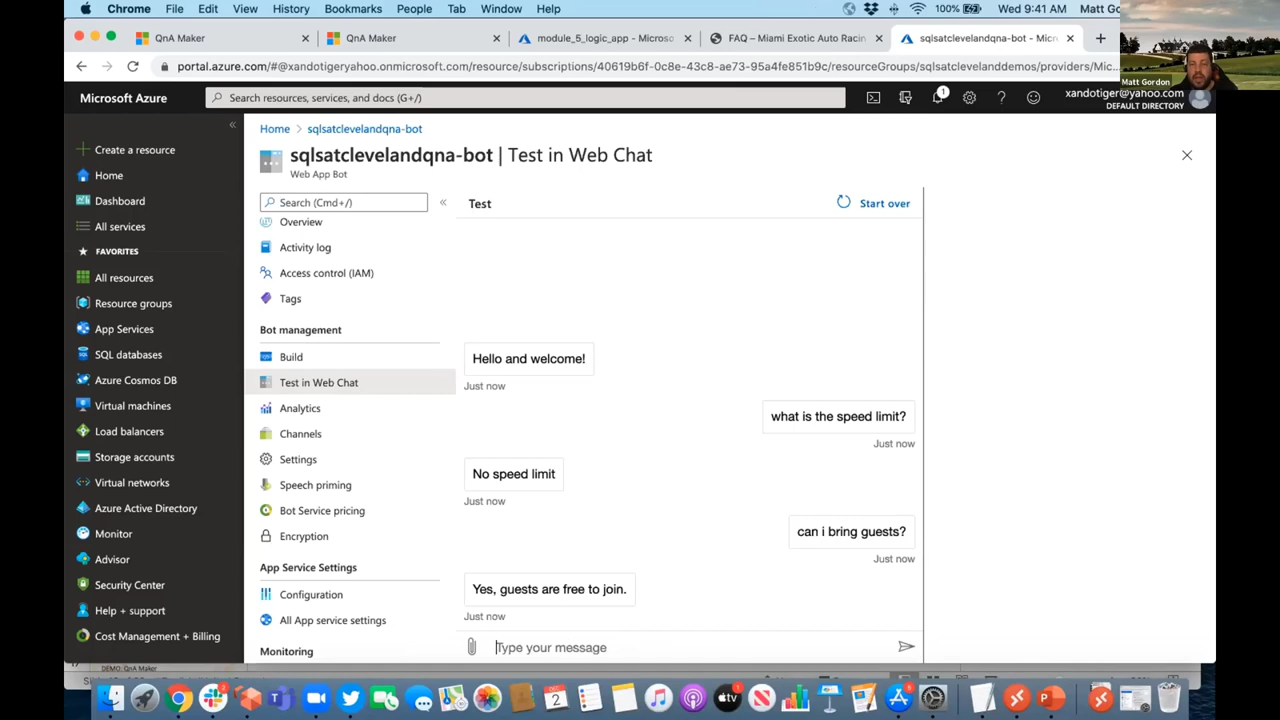 Chrome File Edit View History Bookmarks People Tab Window Help 100% Wed 9:41 AM Matt Go
QnA Maker
QnA Maker
module_5_logic_app - Microso
FAQ – Miami Exotic Auto Racin
sqlsatclevelandqna-bot - Micr
portal.azure.com/#@xandotigeryahoo.onmicrosoft.com/resource/subscriptions/40619b6f-0c8e-43c8-ae73-95a4fe851b9c/resourceGroups/sqlsatclevelanddemos/providers/Mic...
Matt Gordon
Microsoft Azure
Search resources, services, and docs (G+/)
1
xandotiger@yahoo.com
DEFAULT DIRECTORY
Create a resource
Home
Dashboard
All services
FAVORITES
All resources
Resource groups
App Services
SQL databases
Azure Cosmos DB
Virtual machines
Load balancers
Storage accounts
Virtual networks
Azure Active Directory
Monitor
Advisor
Security Center
Help + support
Cost Management + Billing
Home > sqlsatclevelandqna-bot
sqlsatclevelandqna-bot | Test in Web Chat
Web App Bot
Search (Cmd+/)
Overview
Activity log
Access control (IAM)
Tags
Bot management
Build
Test in Web Chat
Analytics
Channels
Settings
Speech priming
Bot Service pricing
Encryption
App Service Settings
Configuration
All App service settings
Monitoring
Test
Start over
Hello and welcome!
Just now
what is the speed limit?
Just now
No speed limit
Just now
can i bring guests?
Just now
Yes, guests are free to join.
Just now
Type your message
DEMO: QnA Maker